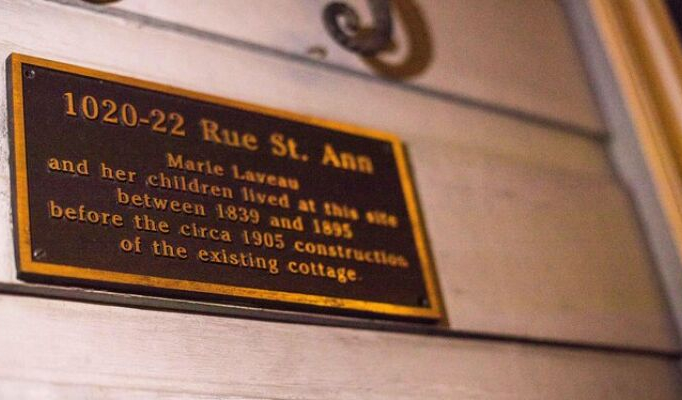 1020-22 Rue St. Ann
Marie Laveau
and her children lived at this site
between 1839 and 1895
before the circa 1905 construction
of the existing cottage.